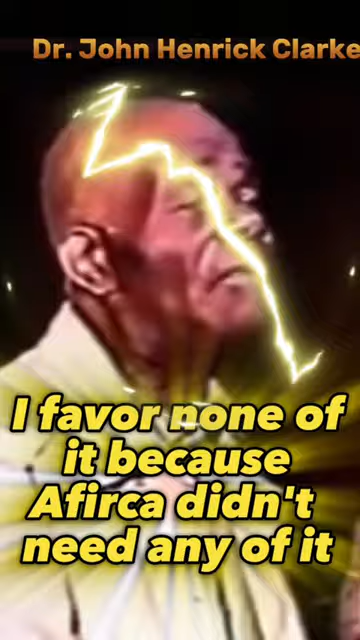 Dr. John Henrick Clarke
I favor none of
it because
Afirca didn't
need any of it